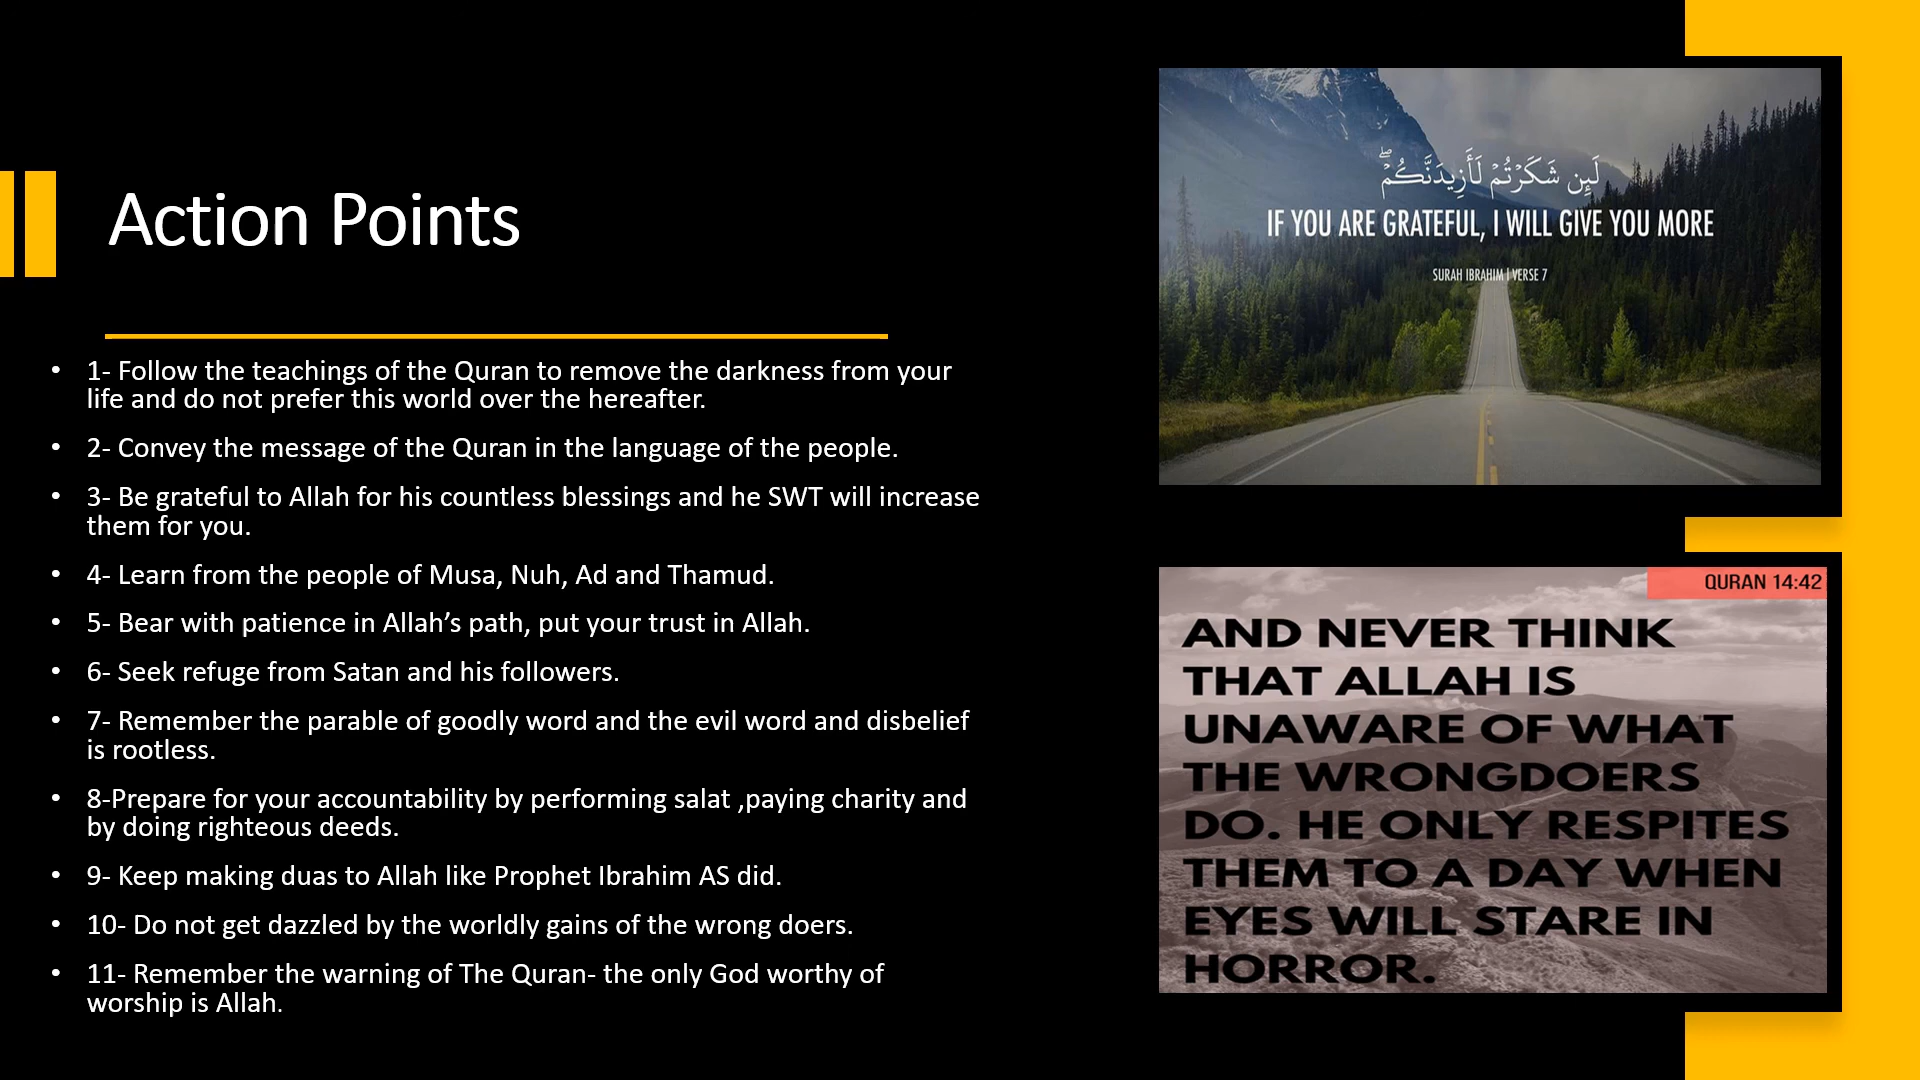 Action Points
• 1- Follow the teachings of the Quran to remove the darkness from your
life and do not prefer this world over the hereafter.
• 2- Convey the message of the Quran in the language of the people.
• 3- Be grateful to Allah for his countless blessings and he SWT will increase
them for you.
• 4- Learn from the people of Musa, Nuh, Ad and Thamud.
• 5- Bear with patience in Allah’s path, put your trust in Allah.
• 6- Seek refuge from Satan and his followers.
• 7- Remember the parable of goodly word and the evil word and disbelief
is rootless.
• 8-Prepare for your accountability by performing salat ,paying charity and
by doing righteous deeds.
• 9- Keep making duas to Allah like Prophet Ibrahim AS did.
• 10- Do not get dazzled by the worldly gains of the wrong doers.
• 11- Remember the warning of The Quran- the only God worthy of
worship is Allah.
لَئِن شَكَرْتُمْ لَأَزِيدَنَّكُمْ ۖ
IF YOU ARE GRATEFUL, I WILL GIVE YOU MORE
SURAH IBRAHIM | VERSE 7
QURAN 14:42
AND NEVER THINK
THAT ALLAH IS
UNAWARE OF WHAT
THE WRONGDOERS
DO. HE ONLY RESPITES
THEM TO A DAY WHEN
EYES WILL STARE IN
HORROR.